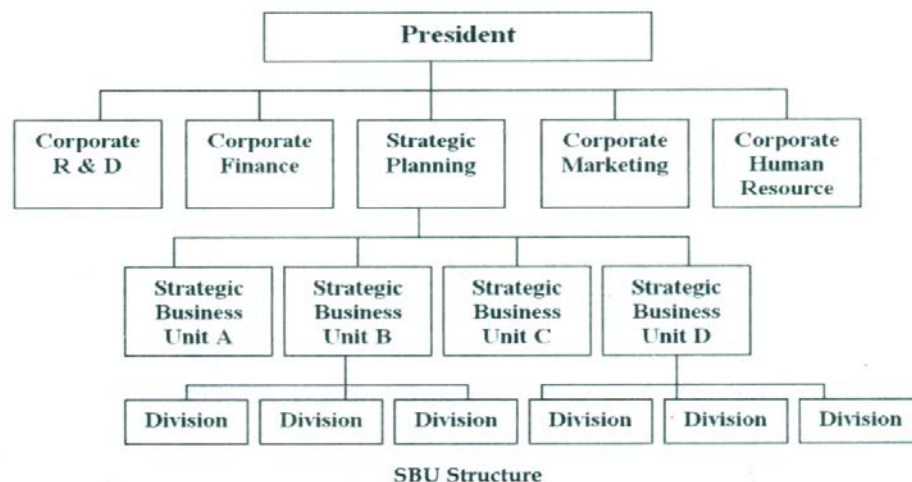 President
Corporate
R & D
Corporate
Finance
Strategic
Planning
Corporate
Marketing
Corporate
Human
Resource
Strategic
Business
Unit A
Strategic
Business
Unit B
Strategic
Business
Unit C
Strategic
Business
Unit D
Division
Division
Division
Division
Division
Division
SBU Structure